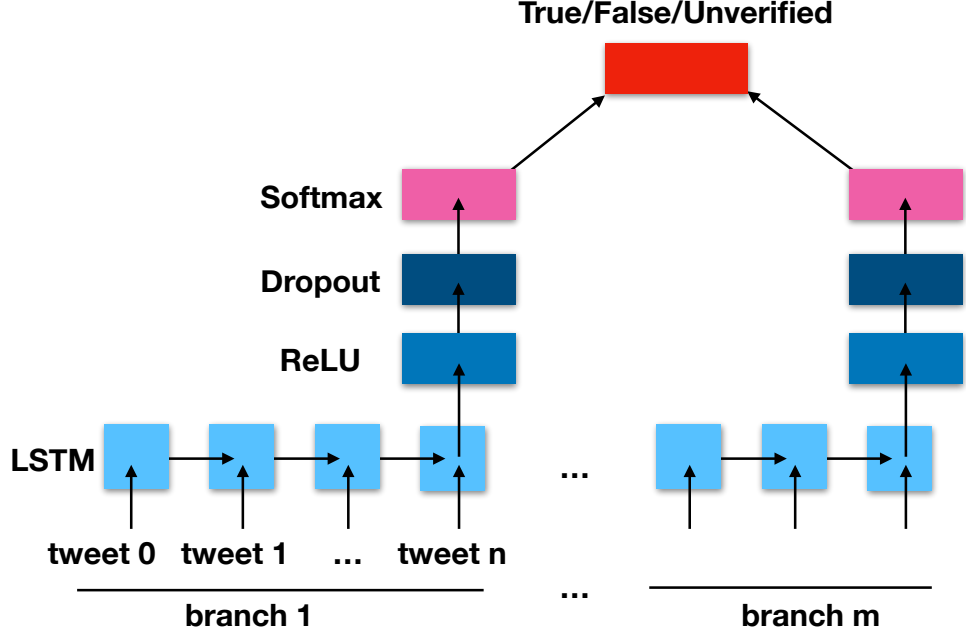 True/False/Unverified
Softmax
Dropout
ReLU
LSTM
...
tweet 0 tweet 1 ... tweet n
...
branch 1 branch m